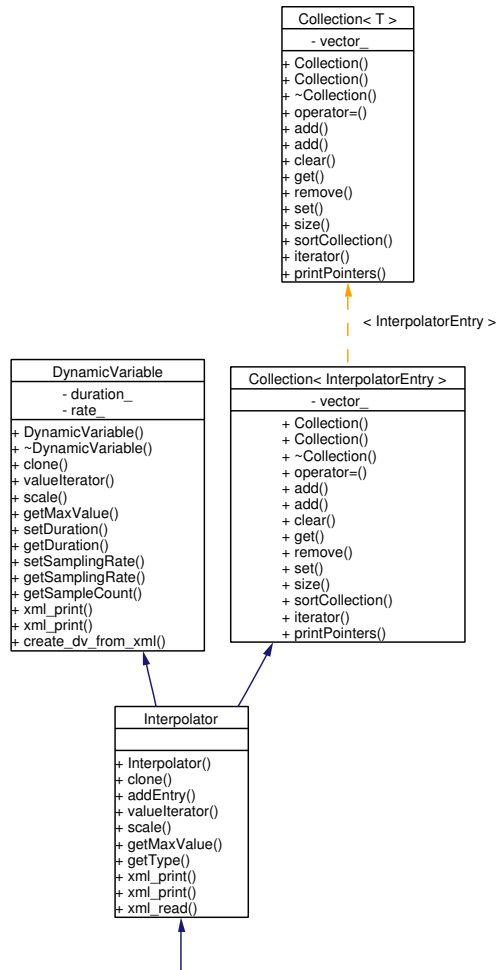 Collection< T >
- vector_
+ Collection()
+ Collection()
+ ~Collection()
+ operator=()
+ add()
+ add()
+ clear()
+ get()
+ remove()
+ set()
+ size()
+ sortCollection()
+ iterator()
+ printPointers()
< InterpolatorEntry >
DynamicVariable
- duration_
- rate_
+ DynamicVariable()
+ ~DynamicVariable()
+ clone()
+ valueIterator()
+ scale()
+ getMaxValue()
+ setDuration()
+ getDuration()
+ setSamplingRate()
+ getSamplingRate()
+ getSampleCount()
+ xml_print()
+ xml_print()
+ create_dv_from_xml()
Collection< InterpolatorEntry >
- vector_
+ Collection()
+ Collection()
+ ~Collection()
+ operator=()
+ add()
+ add()
+ clear()
+ get()
+ remove()
+ set()
+ size()
+ sortCollection()
+ iterator()
+ printPointers()
Interpolator
+ Interpolator()
+ clone()
+ addEntry()
+ valueIterator()
+ scale()
+ getMaxValue()
+ getType()
+ xml_print()
+ xml_print()
+ xml_read()